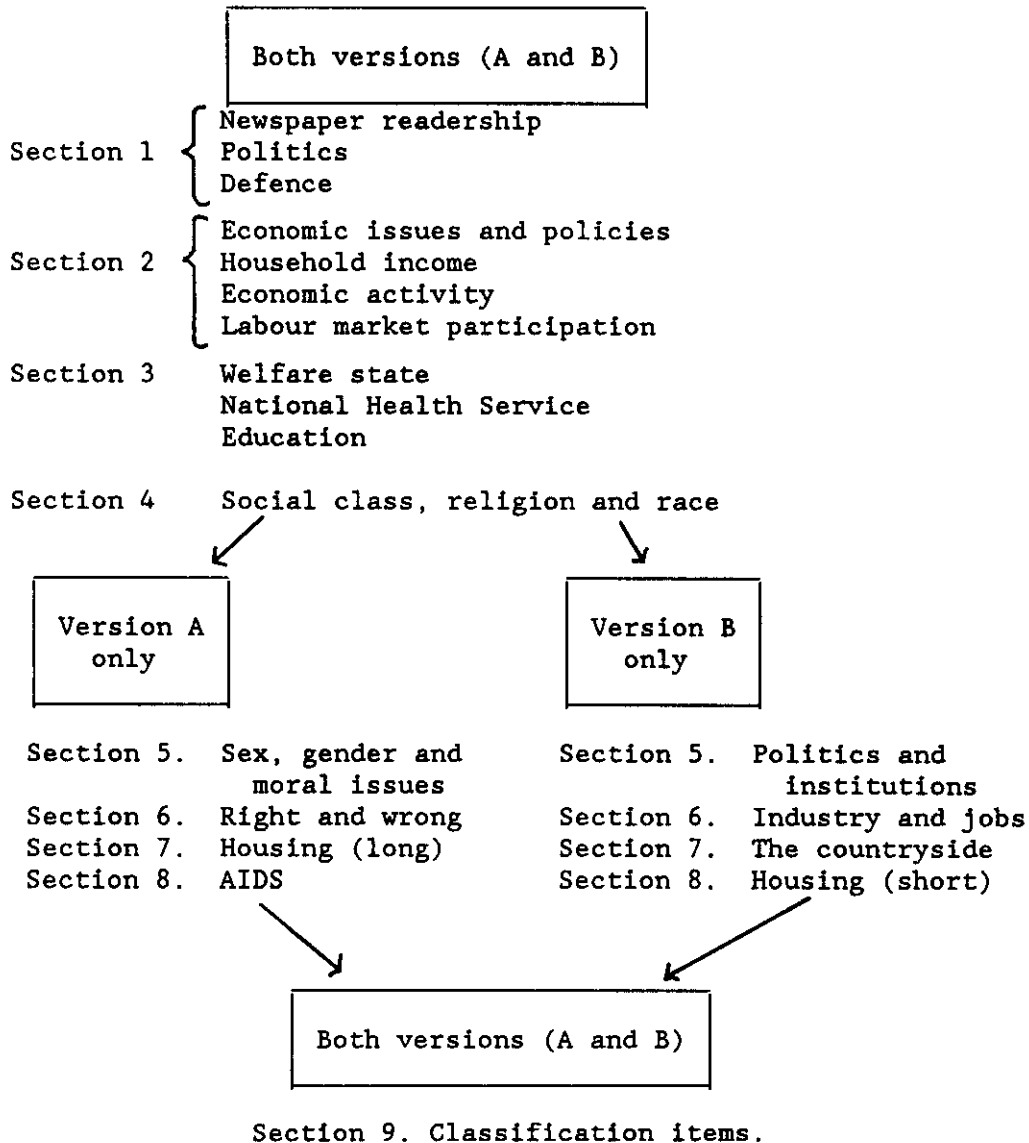 Both versions (A and B)
Newspaper readership
Section 1 Politics
Defence
Economic issues and policies
Section 2 Household income
Economic activity
Labour market participation
Section 3 Welfare state
National Health Service
Education
Section 4 Social class, religion and race
Version A
only
Version B
only
Section 5. Sex, gender and
moral issues
Section 6. Right and wrong
Section 7. Housing (long)
Section 8. AIDS
Section 5. Politics and
institutions
Section 6. Industry and jobs
Section 7. The countryside
Section 8. Housing (short)
Both versions (A and B)
Section 9. Classification items.